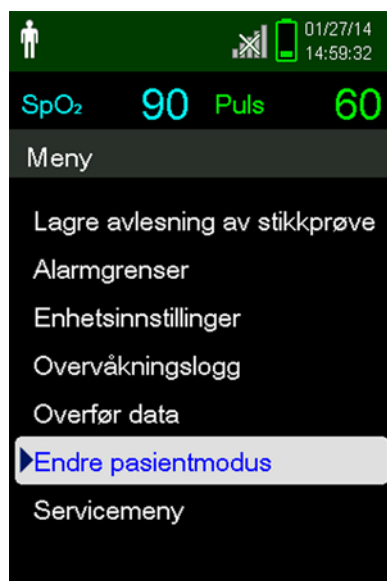 01/27/14
14:59:32
SpO₂ 90 Puls 60
Meny
Lagre avlesning av stikkprøve
Alarmgrenser
Enhetsinnstillinger
Overvåkningslogg
Overfør data
Endre pasientmodus
Servicemeny